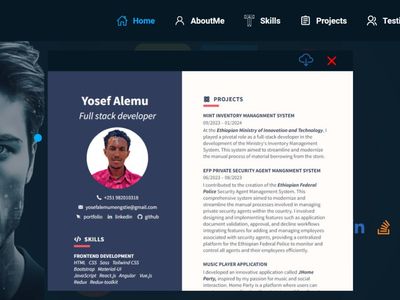 Home
AboutMe
Skills
Projects
Testi
Yosef Alemu
Full stack developer
+251 982010318
yosefalemumengstie@gmail.com
portfolio in linkedin github
SKILLS
FRONTEND DEVELOPMENT
HTML CSS Sass Tailwind CSS
Bootstrap Material-UI
JavaScript React.js Angular Vue.js
Redux Redux toolkit
PROJECTS
MINT INVENTORY MANAGNMENT SYSTEM
09/2023 - 01/2024
At the Ethiopian Ministry of Innovation and Technology, I
played a pivotal role as a full-stack developer in the
development of the Ministry's Inventory Management
System. This system aimed to streamline and modernize
the manual process of material borrowing from the store.
EFP PRIVATE SECURITY AGENT MANGNMENT SYSTEM
06/2023 - 08/2023
I contributed to the creation of the Ethiopian Federal
Police Security Agent Management System. This
comprehensive system aimed to streamline and
modernize the manual processes involved in managing
private security agents within the country. I involved
designing and implementing features such as application
document validation, approval, and decline workflows
integrating features for adding and managing employees
associated with security agents, providing a centralized
platform for the Ethiopian Federal Police to monitor and
control all agents and their employees efficiently.
MUSIC PLAYER APPLICATION
I developed an innovative application called JHome
Party, inspired by my passion for music and social
interaction. Home Party is a platform where users can
in